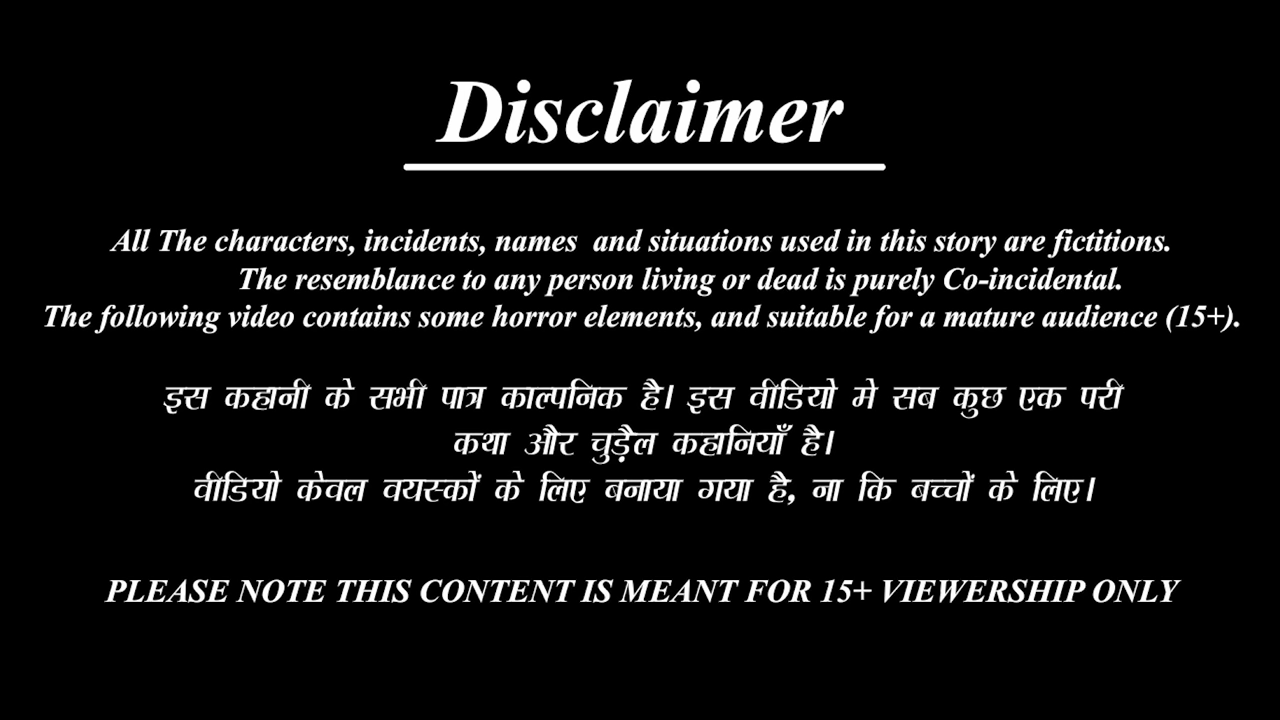 Disclaimer
All The characters, incidents, names and situations used in this story are fictitions.
The resemblance to any person living or dead is purely Co-incidental.
The following video contains some horror elements, and suitable for a mature audience (15+).
इस कहानी के सभी पात्र काल्पनिक है। इस वीडियो मे सब कुछ एक परी
कथा और चुड़ैल कहानियाँ है।
वीडियो केवल वयस्कों के लिए बनाया गया है, ना कि बच्चों के लिए।
PLEASE NOTE THIS CONTENT IS MEANT FOR 15+ VIEWERSHIP ONLY